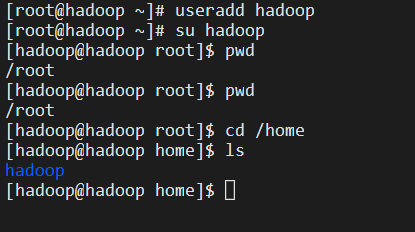 [root@hadoop ~]# useradd hadoop
[root@hadoop ~]# su hadoop
[hadoop@hadoop root]$ pwd
/root
[hadoop@hadoop root]$ pwd
/root
[hadoop@hadoop root]$ cd /home
[hadoop@hadoop home]$ ls
hadoop
[hadoop@hadoop home]$